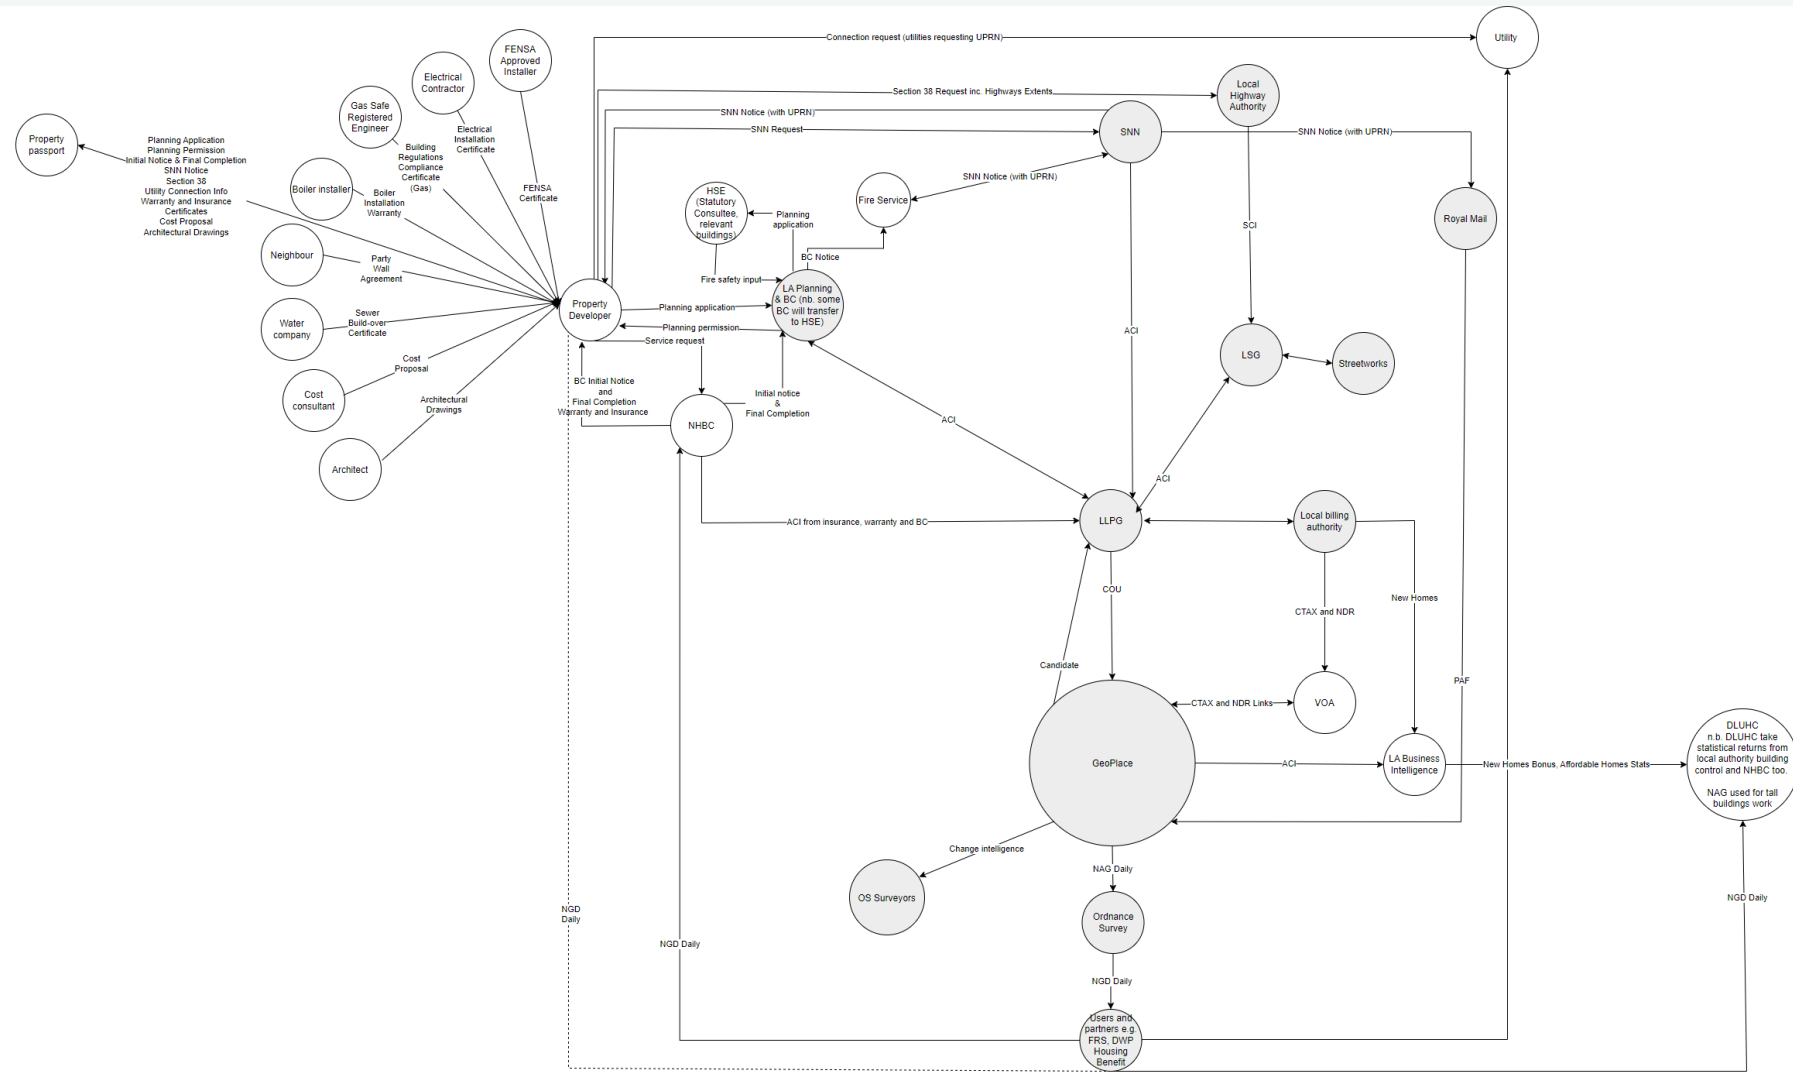 Utility
Connection request (utilities requesting UPRN)
FENSA
Approved
Installer
Electrical
Contractor
Local
Highway
Authority
Section 38 Request inc. Highways Extents
Gas Safe
Registered
Engineer
SNN Notice (with UPRN)
SNN Request
SNN
SNN Notice (with UPRN)
Property
passport
Planning Application
Planning Permission
Initial Notice & Final Completion
SNN Notice
Section 38
Utility Connection Info
Warranty and Insurance
Certificates
Cost Proposal
Architectural Drawings
Electrical
Installation
Certificate
Building
Regulations
Compliance
Certificate
(Gas)
FENSA
Certificate
Boiler installer
Boiler
Installation
Warranty
SNN Notice (with UPRN)
HSE
(Statutory
Consultee,
relevant
buildings)
Planning
application
Fire Service
Royal Mail
SCI
Neighbour
Party
Wall
Agreement
BC Notice
Fire safety input
LA Planning
& BC (nb. some
BC will transfer
to HSE)
Property
Developer
Planning application
Planning permission
Service request
Water
company
Sewer
Build-over
Certificate
ACI
LSG
Streetworks
Cost
Proposal
Cost
consultant
BC Initial Notice
and
Final Completion
Warranty and Insurance
Initial notice
&
Final Completion
Architectural
Drawings
NHBC
ACI
Architect
ACI
ACI from insurance, warranty and BC
LLPG
Local billing
authority
COU
New Homes
CTAX and NDR
Candidate
PAF
CTAX and NDR Links
VOA
GeoPlace
ACI
LA Business
Intelligence
New Homes Bonus, Affordable Homes Stats
DLUHC
n.b. DLUHC take
statistical returns from
local authority building
control and NHBC too.
NAG used for tall
buildings work
Change intelligence
NAG Daily
OS Surveyors
NGD Daily
NGD
Daily
Ordnance
Survey
NGD Daily
NGD Daily
Users and
partners e.g.
FRS, DWP
Housing
Benefit